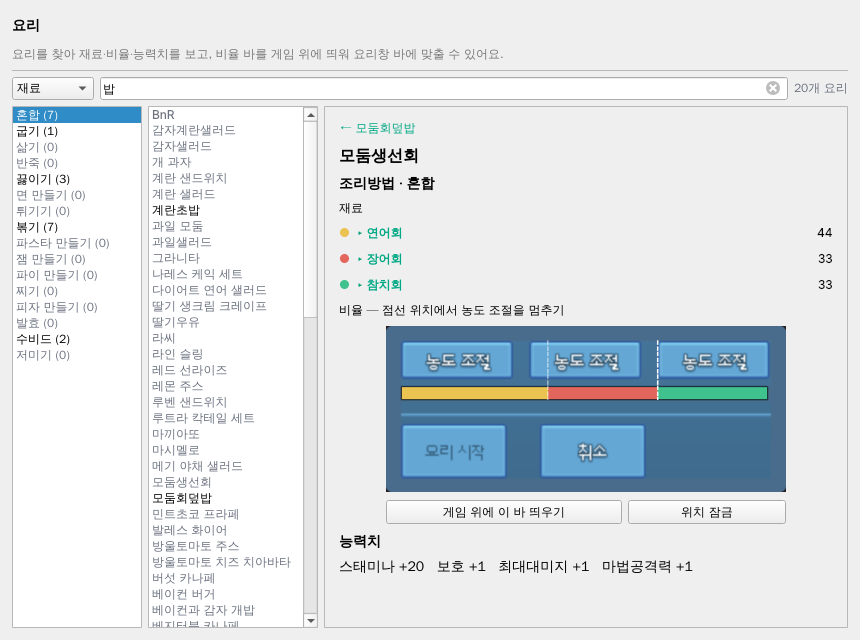 요리
요리를 찾아 재료·비율·능력치를 보고, 비율 바를 게임 위에 띄워 요리창 바에 맞출 수 있어요.
재료 밥 20개 요리
혼합 (7)
굽기 (1)
삶기 (0)
반죽 (0)
끓이기 (3)
면 만들기 (0)
튀기기 (0)
볶기 (7)
파스타 만들기 (0)
잼 만들기 (0)
파이 만들기 (0)
찌기 (0)
피자 만들기 (0)
발효 (0)
수비드 (2)
저미기 (0)
BnR
감자계란샐러드
감자샐러드
개 과자
계란 샌드위치
계란 샐러드
계란초밥
과일 모둠
과일샐러드
그라니타
나레스 케익 세트
다이어트 연어 샐러드
딸기 생크림 크레이프
딸기우유
라씨
라인 슬링
레드 선라이즈
레몬 주스
루벤 샌드위치
루트라 칵테일 세트
마끼아또
마시멜로
메기 야채 샐러드
모둠생선회
모둠회덮밥
민트초코 프라페
발레스 화이어
방울토마토 주스
방울토마토 치즈 치아바타
버섯 카나페
베이컨 버거
베이컨과 감자 개밥
베지터블 카나페
← 모둠회덮밥
모둠생선회
조리방법 · 혼합
재료
▸ 연어회 44
▸ 장어회 33
▸ 참치회 33
비율 — 점선 위치에서 농도 조절을 멈추기
농도 조절 농도 조절 농도 조절
요리 시작 취소
게임 위에 이 바 띄우기 위치 잠금
능력치
스태미나 +20 보호 +1 최대대미지 +1 마법공격력 +1